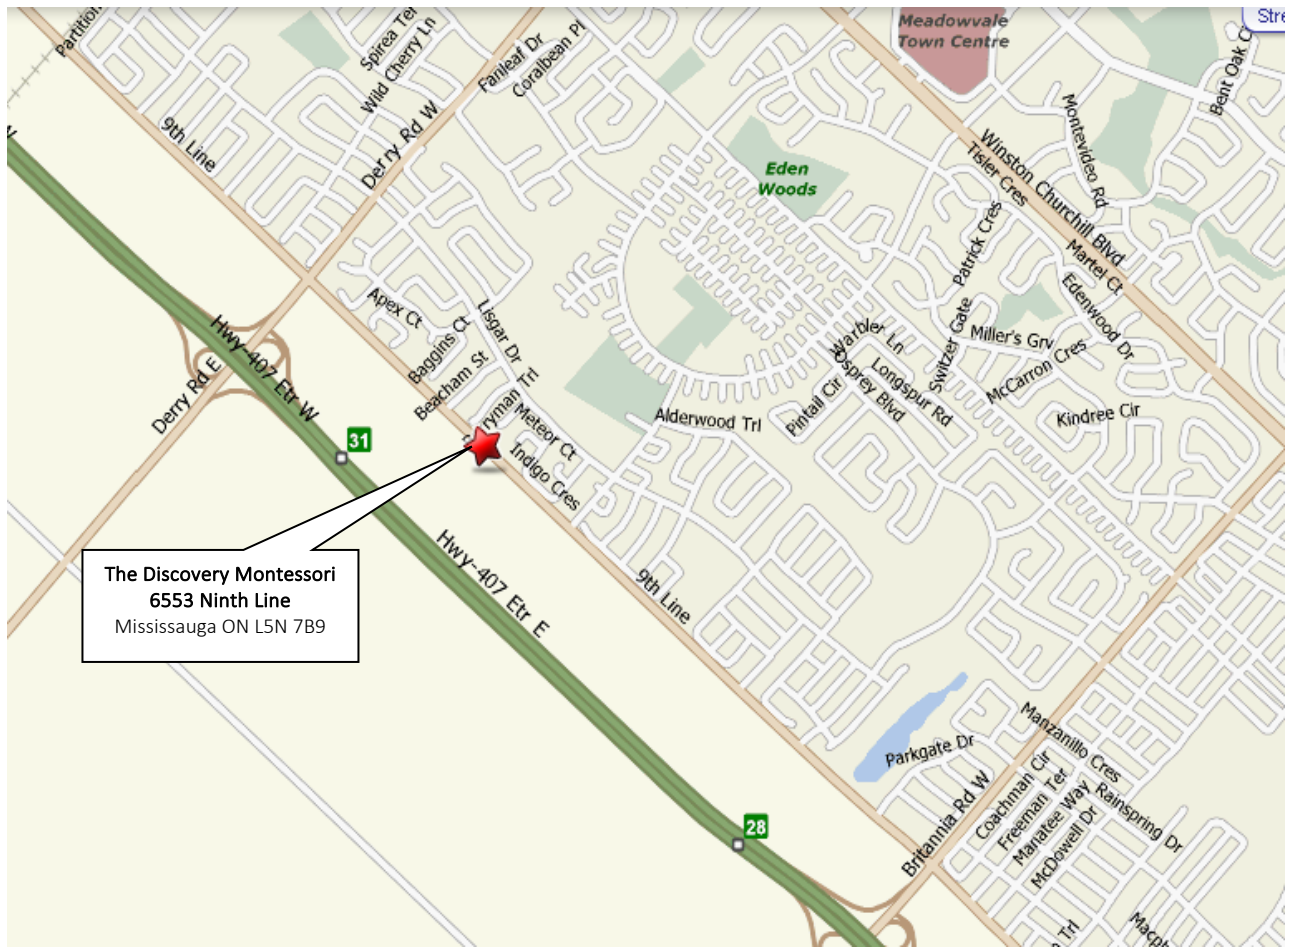 Meadowvale
Town Centre
Bent Oak
Spirea Ter
Wild Cherry Ln
Fanleaf Dr
Coralbean Pl
9th Line
Derry Rd W
Montevideo Rd
Winston Churchill Blvd
Tisler Cres
Eden
Woods
Patrick Cres
Martel Ct
Edenwood Dr
Apex Ct
Lisgar Dr
Baggins Ct
Beacham St
Hwy-407 Etr W
Derry Rd E
Warbler Ln
Switzer Gate
Miller's Grv
McCarron Cres
Osprey Blvd
Longspur Rd
Pintail Cir
Kindree Cir
Alderwood Trl
Trl
Meteor Ct
Indigo Cres
31
Hwy-407 Etr E
9th Line
The Discovery Montessori
6553 Ninth Line
Mississauga ON L5N 7B9
Manzanillo Cres
Parkgate Dr
Britannia Rd W
Coachman Cir
Freeman Ter
Manatee Way
McDowell Dr
Rainspring Dr
28
Trl